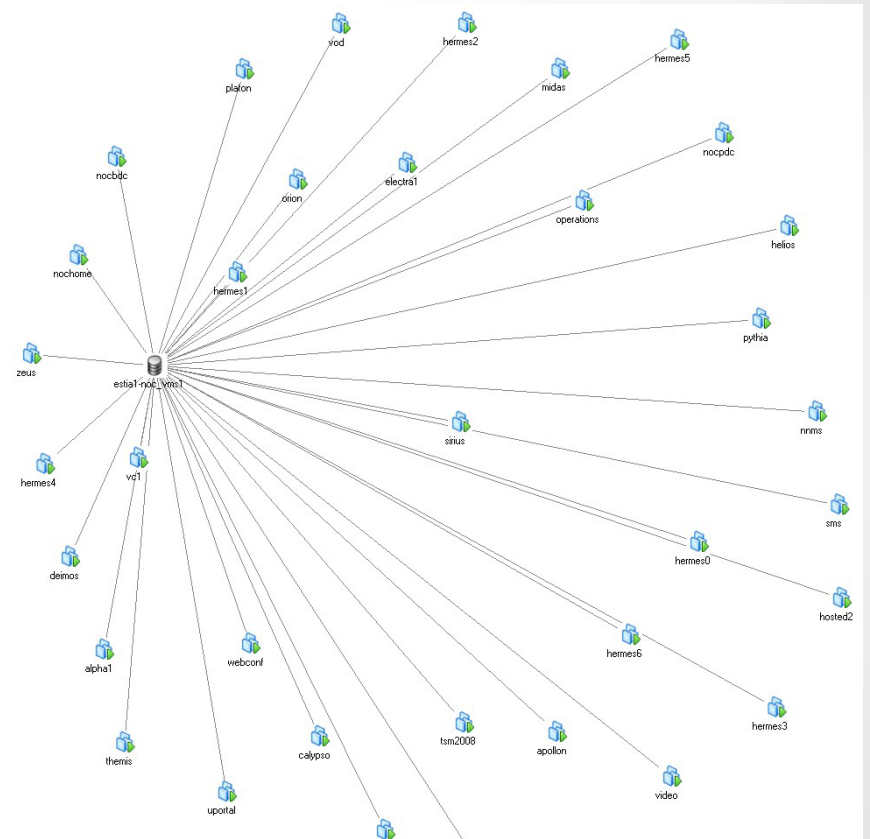 vod
hermes2
hermes5
midas
nocpdc
electra1
nocbdc
orion
operations
helios
nochome
hermes1
pythia
zeus
estia1-noc_vms1
nnms
sirius
vc1
hermes4
sms
hermes0
deimos
hosted2
hermes6
webconf
alpha1
hermes3
tsm2008
apollon
calypso
themis
video
uportal